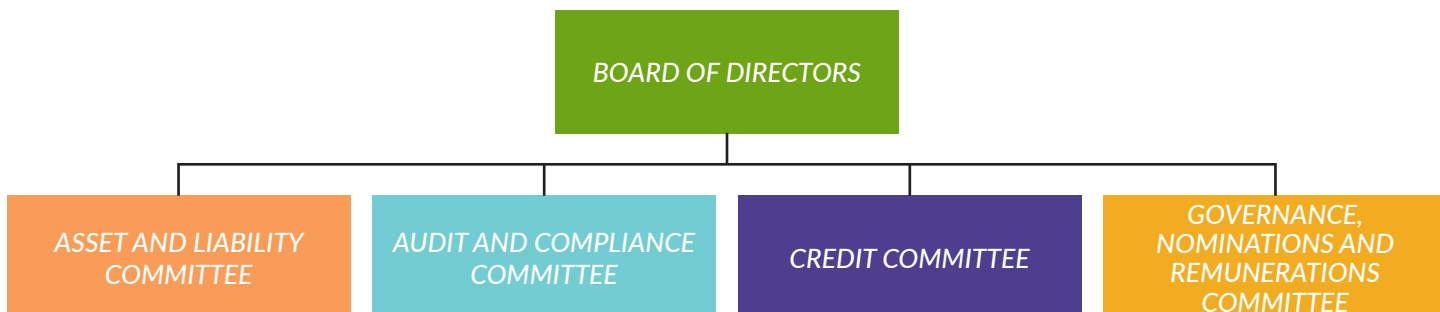 BOARD OF DIRECTORS
ASSET AND LIABILITY
COMMITTEE
AUDIT AND COMPLIANCE
COMMITTEE
CREDIT COMMITTEE
GOVERNANCE,
NOMINATIONS AND
REMUNERATIONS
COMMITTEE